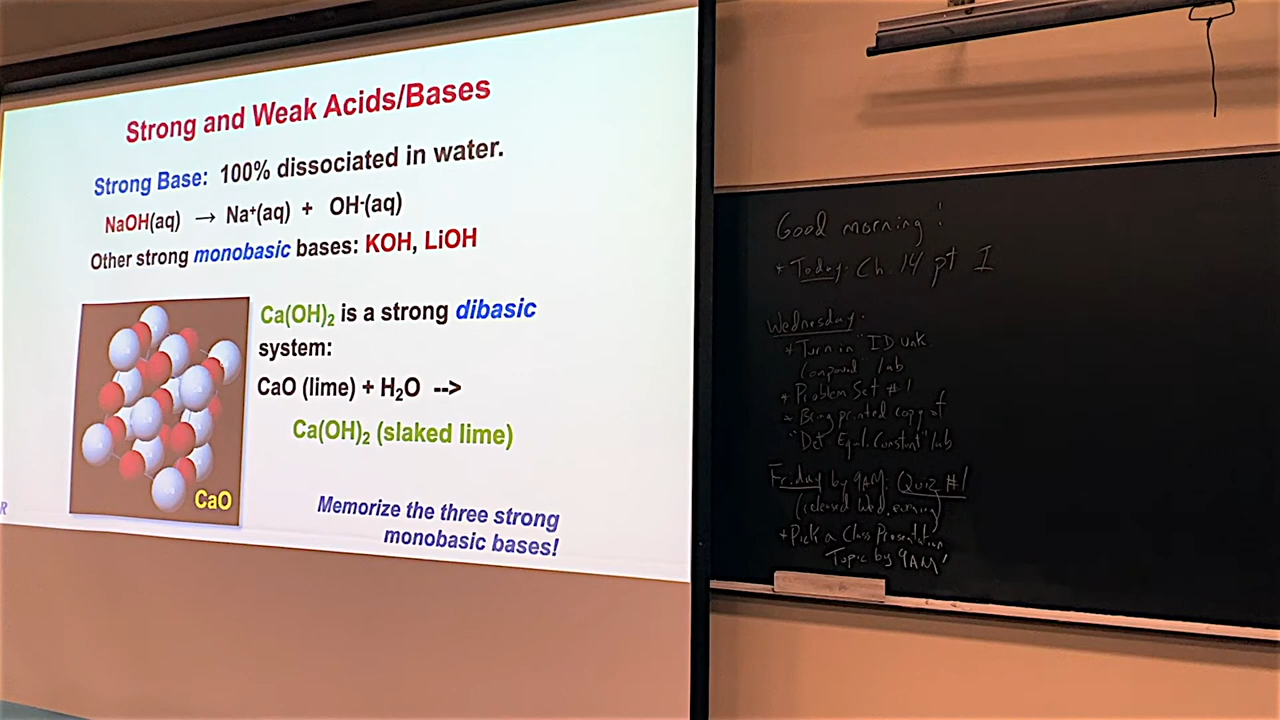 Strong and Weak Acids/Bases
Strong Base: 100% dissociated in water.
NaOH(aq) → Na⁺(aq) + OH⁻(aq)
Other strong monobasic bases: KOH, LiOH
Ca(OH)₂ is a strong dibasic
system:
CaO (lime) + H₂O -->
Ca(OH)₂ (slaked lime)
CaO
Memorize the three strong
monobasic bases!
R
Good morning!
* Today: Ch. 14 pt I
Wednesday:
* Turn in "ID unk.
Compound" lab
* Problem Set #1
* Bring printed copy of
"Det Equil. Constant" lab
Friday by 9AM: Quiz #1
(released Wed. evening)
* Pick a Class Presentation
Topic by 9AM!